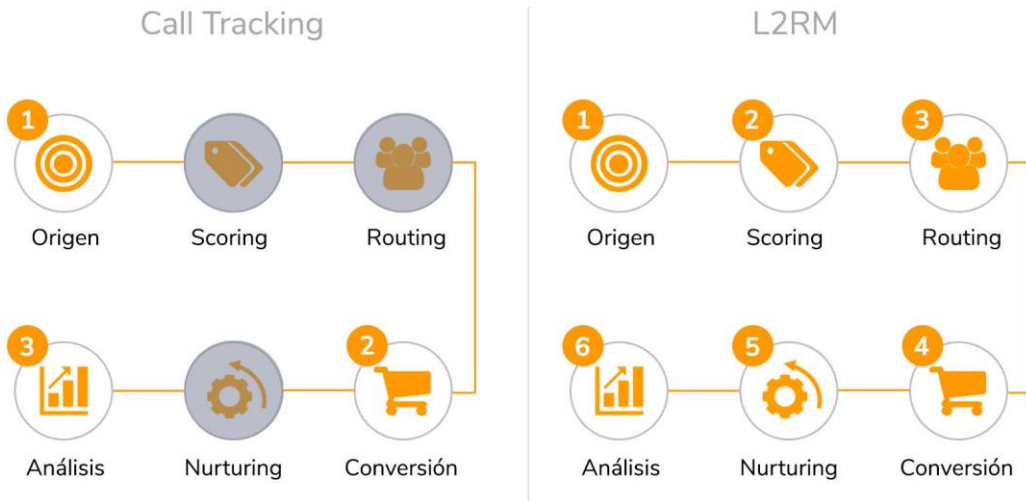 Call Tracking
1
Origen
Scoring
Routing
3
Análisis
Nurturing
2
Conversión
L2RM
1
Origen
2
Scoring
3
Routing
6
Análisis
5
Nurturing
4
Conversión